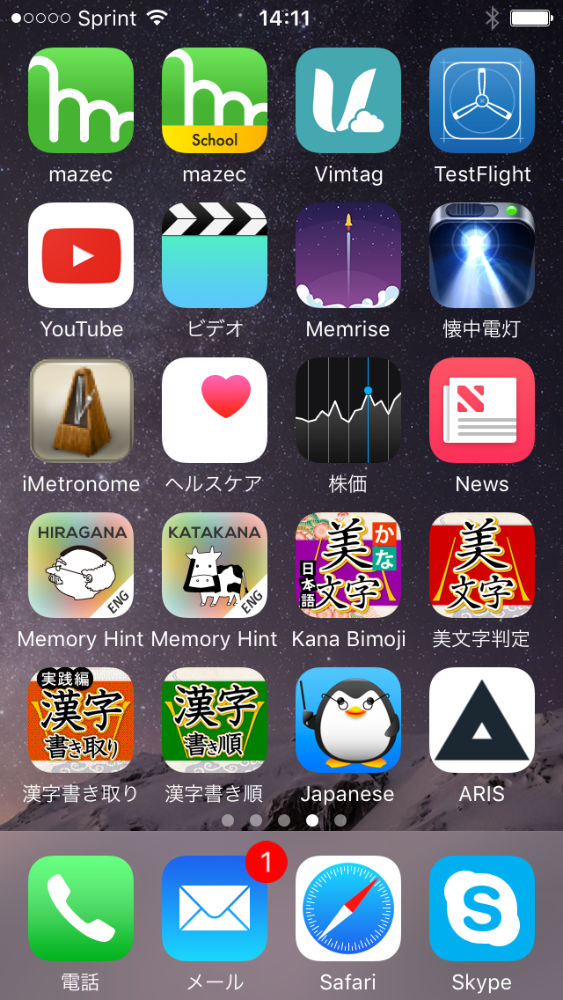 Sprint 14:11
School
mazec mazec Vimtag TestFlight
YouTube ビデオ Memrise 懐中電灯
iMetronome ヘルスケア 株価 News
HIRAGANA
ENG
KATAKANA
ENG
美文字
かな
日本語
美文字
Memory Hint Memory Hint Kana Bimoji 美文字判定
実践編
漢字
書き取り
漢字
書き順
漢字書き取り 漢字書き順 Japanese ARIS
1
S
電話 メール Safari Skype